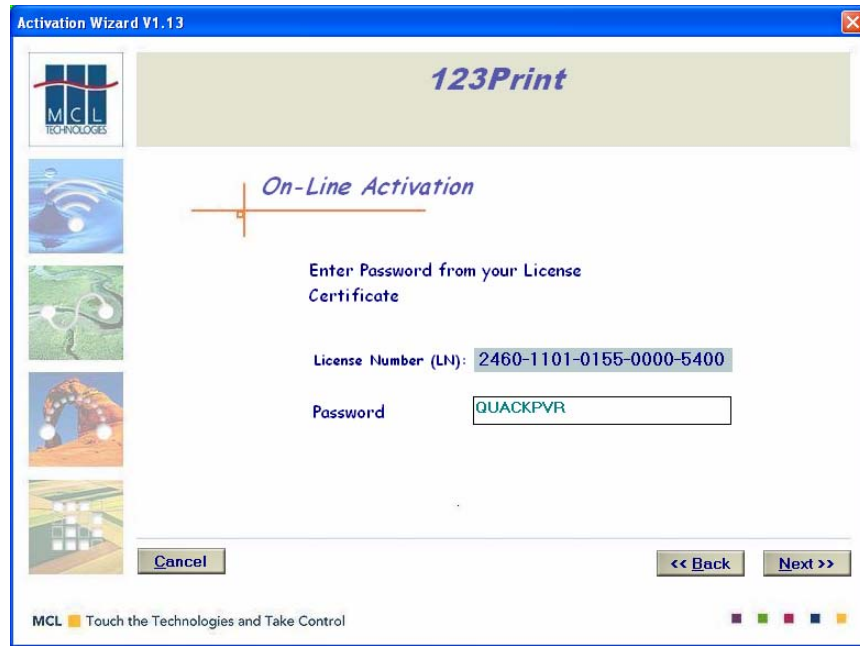 Activation Wizard V1.13
MCL
TECHNOLOGIES
123Print
On-Line Activation
Enter Password from your License
Certificate
License Number (LN): 2460-1101-0155-0000-5400
Password QUACKPVR
Cancel << Back Next >>
MCL Touch the Technologies and Take Control